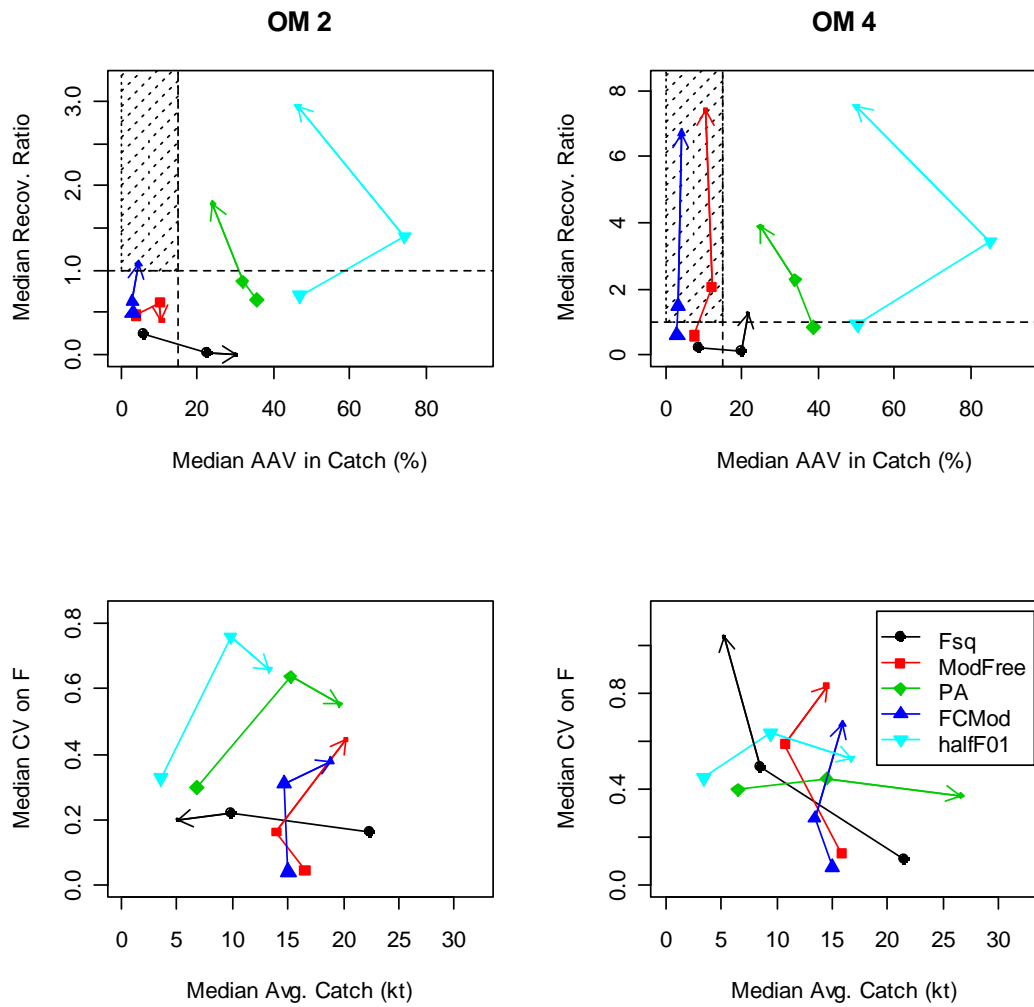 OM 2
OM 4
Median Recov. Ratio
0.0 1.0 2.0 3.0
0 20 40 60 80
Median AAV in Catch (%)
Median Recov. Ratio
0 2 4 6 8
0 20 40 60 80
Median AAV in Catch (%)
Median CV on F
0.0 0.2 0.4 0.6 0.8
0 5 10 15 20 25 30
Median Avg. Catch (kt)
Median CV on F
0.0 0.4 0.8
0 5 10 15 20 25 30
Median Avg. Catch (kt)
Fsq
ModFree
PA
FCMod
halfF01